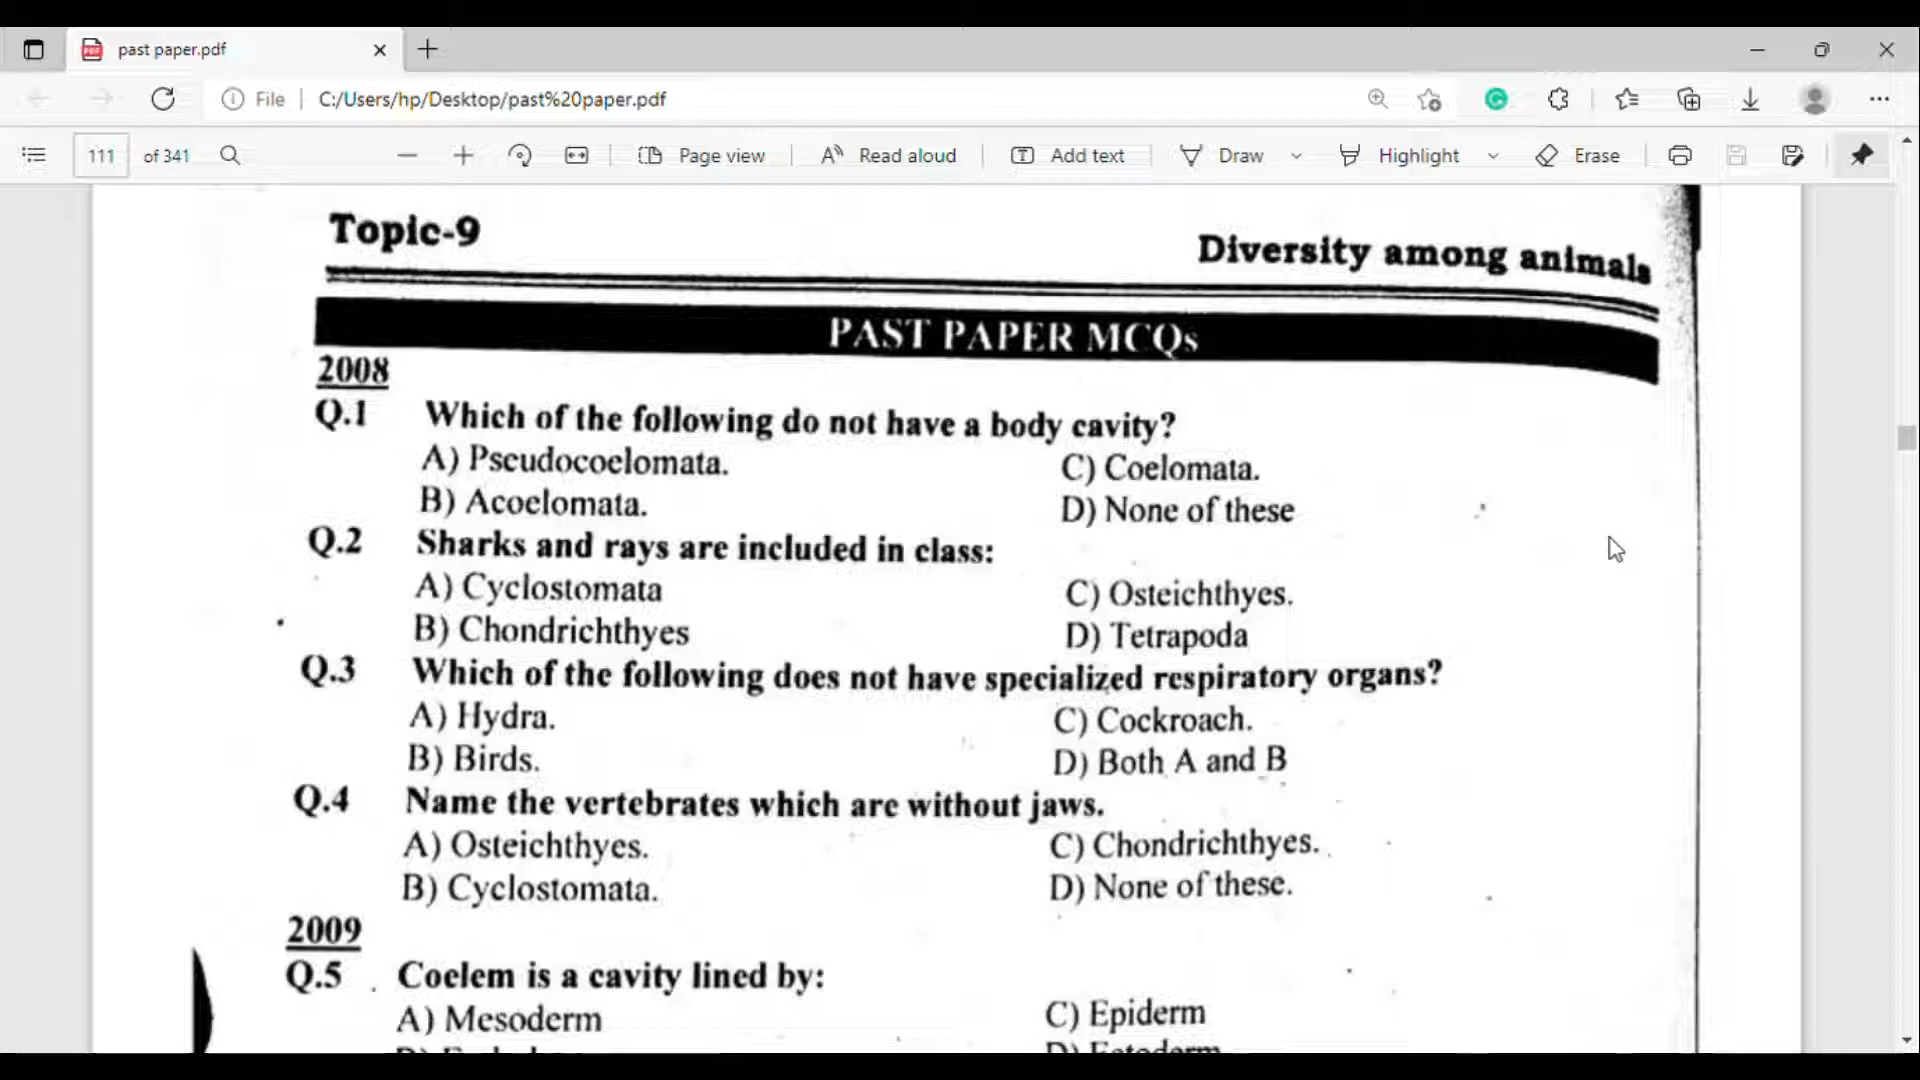 past paper.pdf
File C:/Users/hp/Desktop/past%20paper.pdf
111 of 341 Page view Read aloud Add text Draw Highlight Erase
Topic-9
Diversity among animals
PAST PAPER MCQs
2008
Q.1 Which of the following do not have a body cavity?
A) Pseudocoelomata. C) Coelomata.
B) Acoelomata. D) None of these
Q.2 Sharks and rays are included in class:
A) Cyclostomata C) Osteichthyes.
B) Chondrichthyes D) Tetrapoda
Q.3 Which of the following does not have specialized respiratory organs?
A) Hydra. C) Cockroach.
B) Birds. D) Both A and B
Q.4 Name the vertebrates which are without jaws.
A) Osteichthyes. C) Chondrichthyes.
B) Cyclostomata. D) None of these.
2009
Q.5 Coelem is a cavity lined by:
A) Mesoderm C) Epiderm
D) Ectoderm